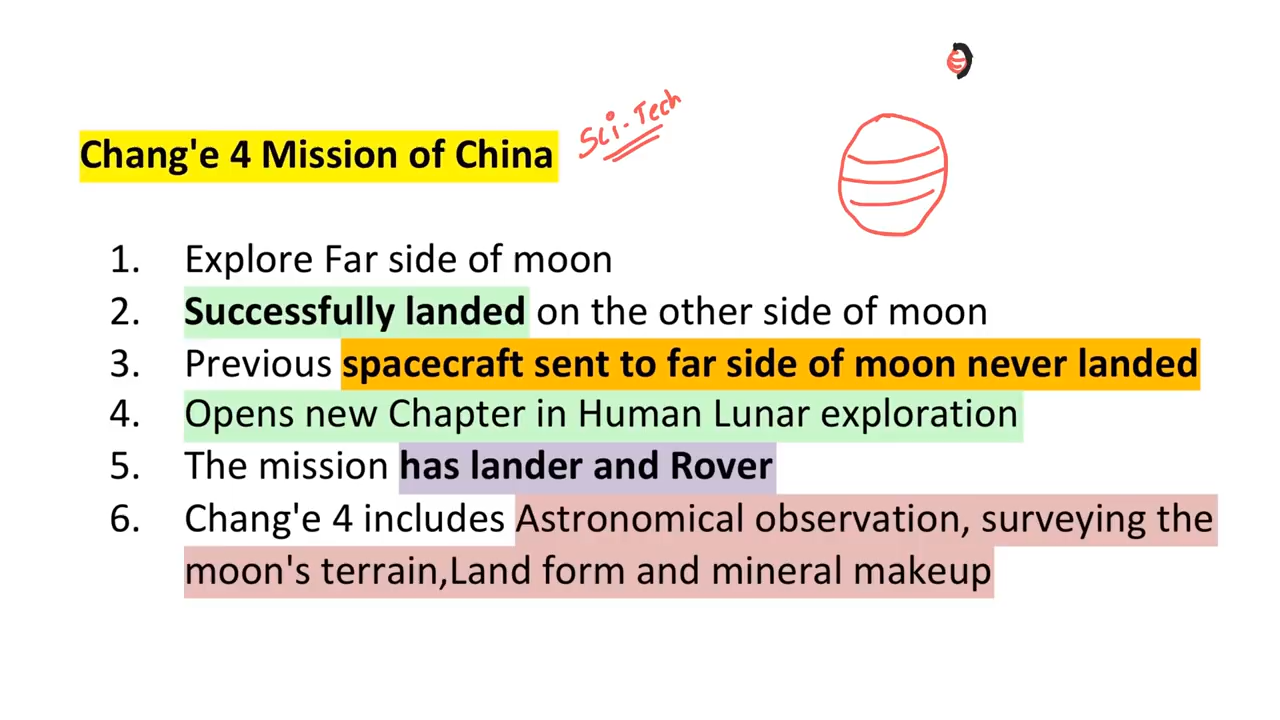 Sci-Tech
Chang'e 4 Mission of China
1. Explore Far side of moon
2. Successfully landed on the other side of moon
3. Previous spacecraft sent to far side of moon never landed
4. Opens new Chapter in Human Lunar exploration
5. The mission has lander and Rover
6. Chang'e 4 includes Astronomical observation, surveying the
moon's terrain,Land form and mineral makeup